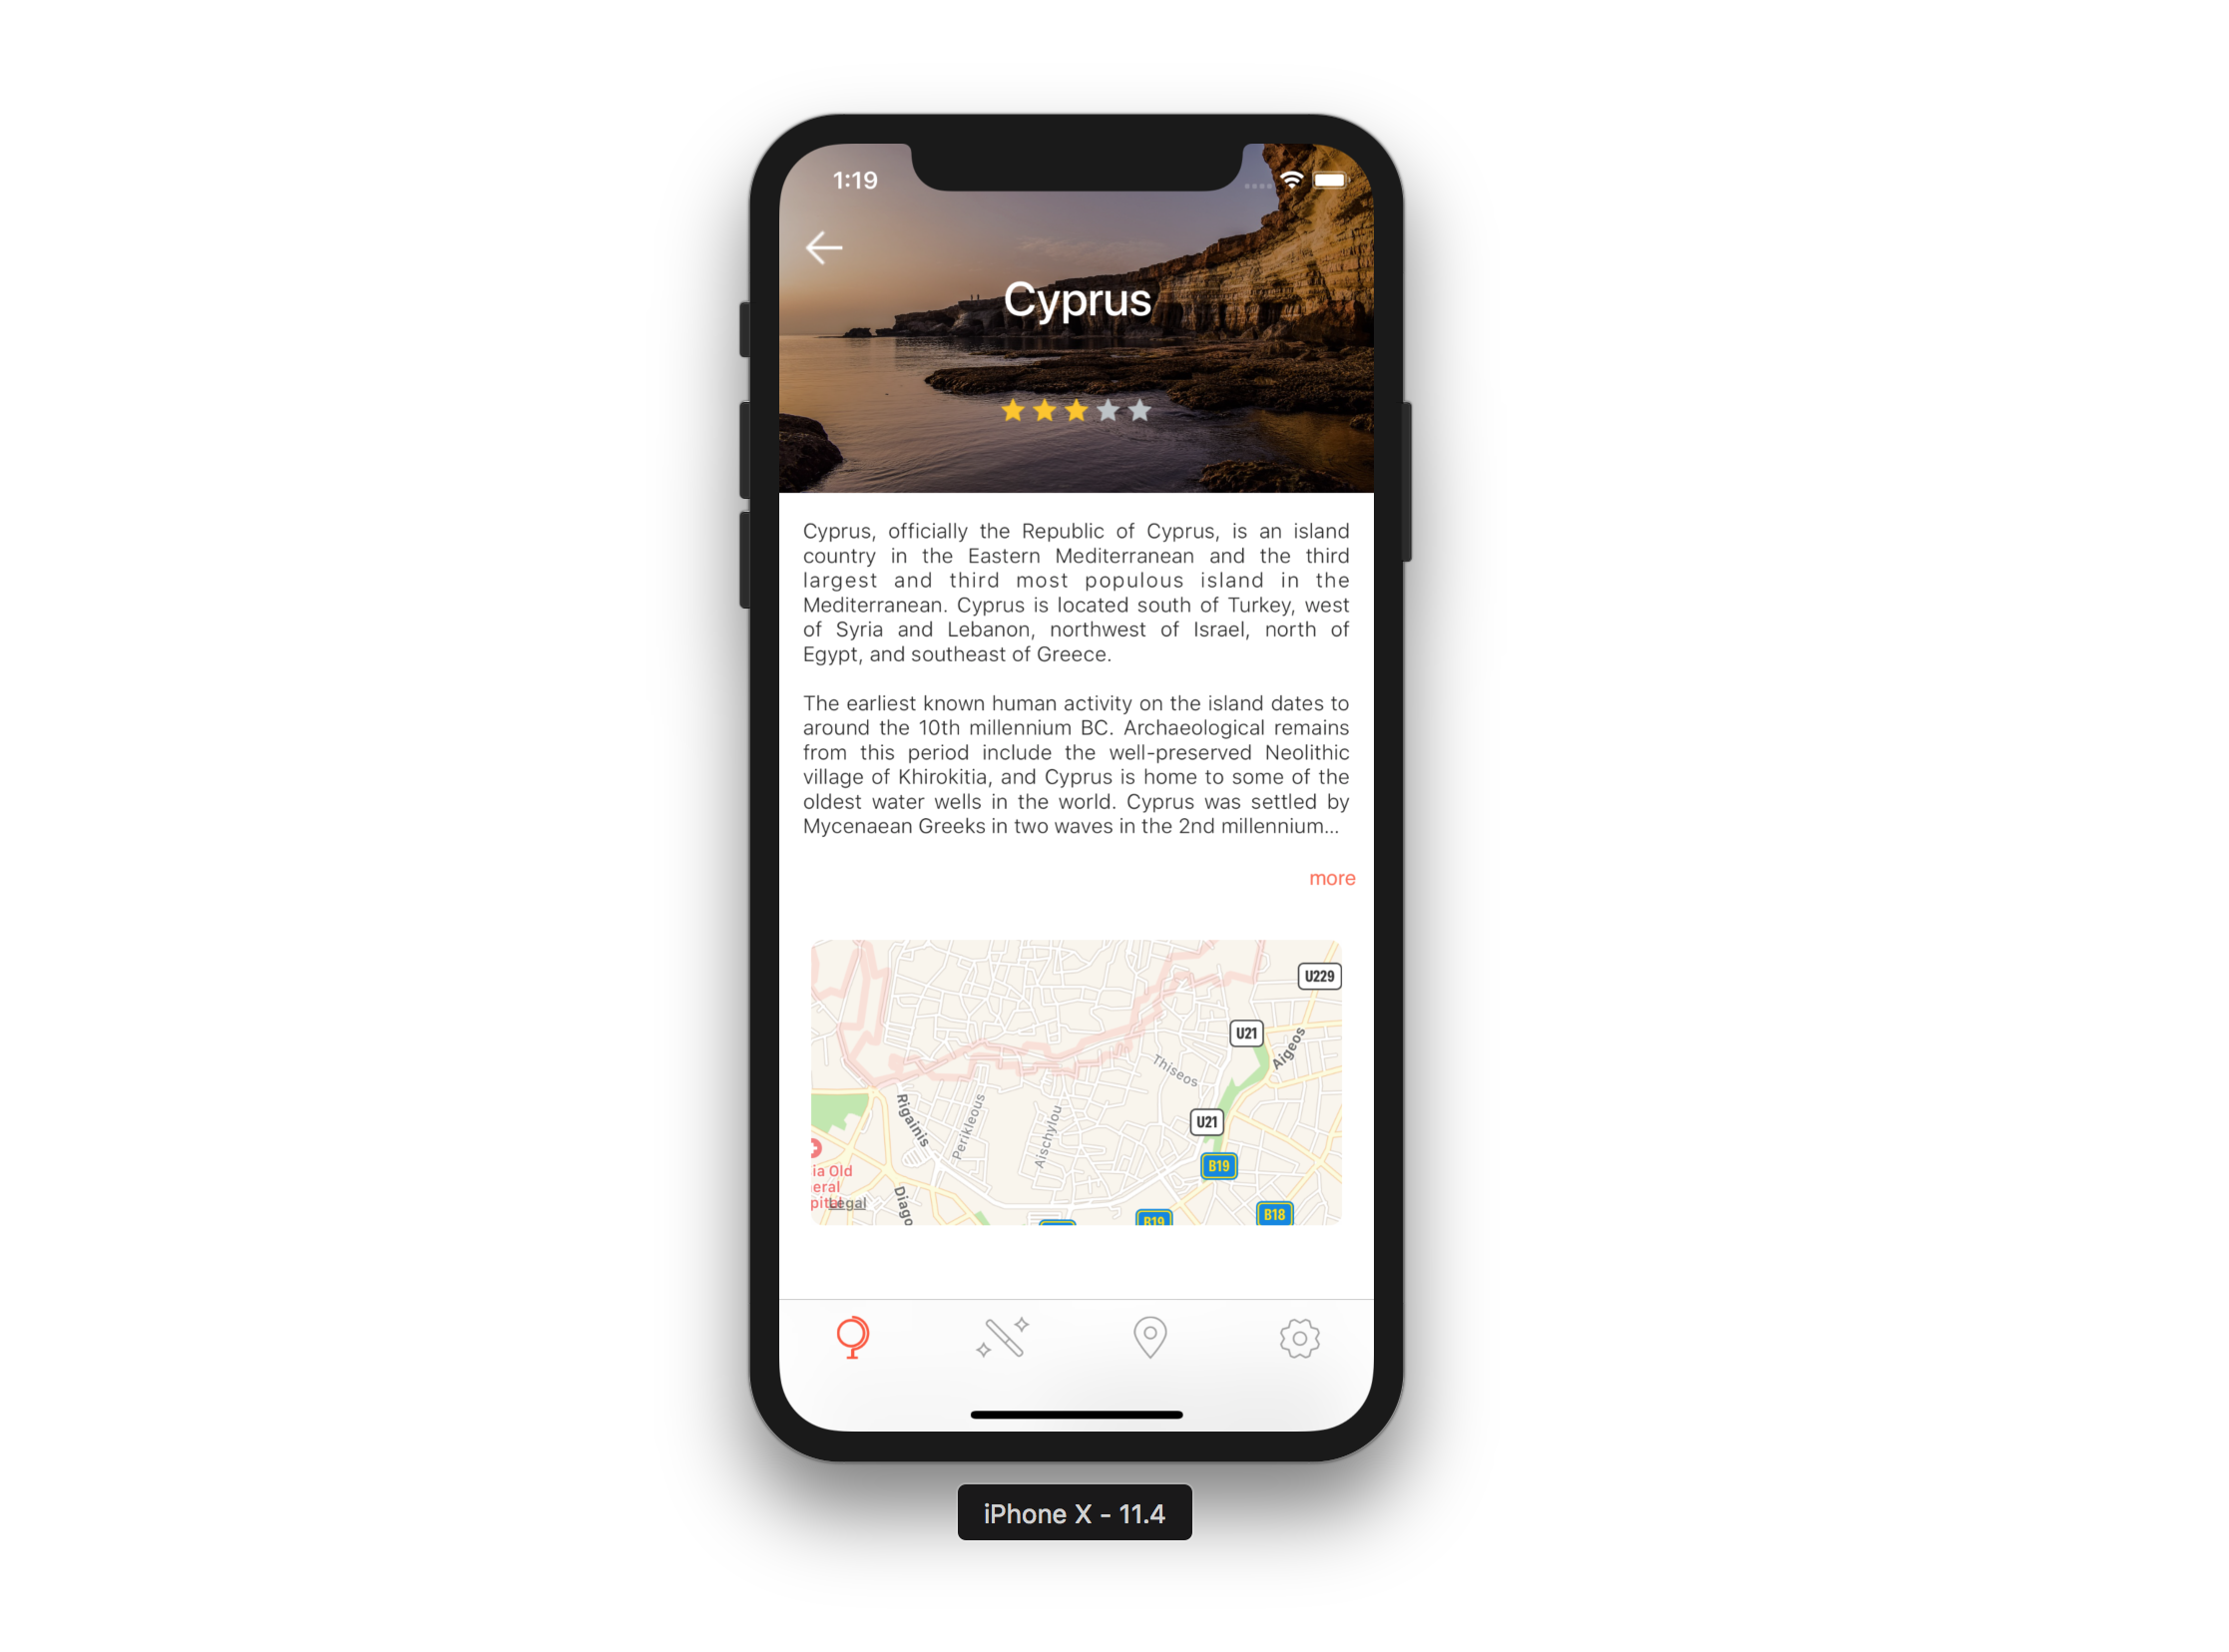 1:19
Cyprus
Cyprus, officially the Republic of Cyprus, is an island
country in the Eastern Mediterranean and the third
largest and third most populous island in the
Mediterranean. Cyprus is located south of Turkey, west
of Syria and Lebanon, northwest of Israel, north of
Egypt, and southeast of Greece.
The earliest known human activity on the island dates to
around the 10th millennium BC. Archaeological remains
from this period include the well-preserved Neolithic
village of Khirokitia, and Cyprus is home to some of the
oldest water wells in the world. Cyprus was settled by
Mycenaean Greeks in two waves in the 2nd millennium...
more
U229
U21
Aigeos
Thiseos
Rigainis
Perikleous
Aischylou
U21
B19
ia Old
eral
pital
Legal
Diago
B19
B18
iPhone X - 11.4